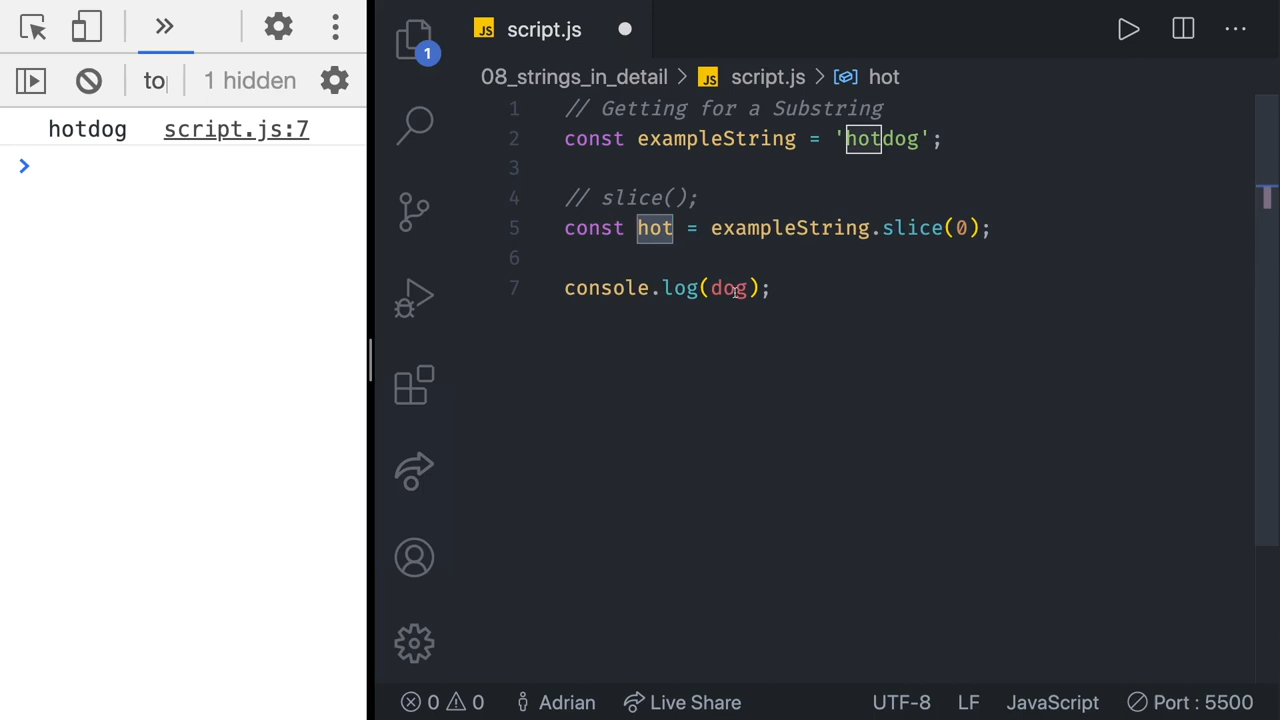 to
1 hidden
hotdog script.js:7
>
1
JS script.js
08_strings_in_detail > JS script.js > hot
1 // Getting for a Substring
2 const exampleString = 'hotdog';
3
4 // slice();
5 const hot = exampleString.slice(0);
6
7 console.log(dog);
0 0 Adrian Live Share UTF-8 LF JavaScript Port : 5500